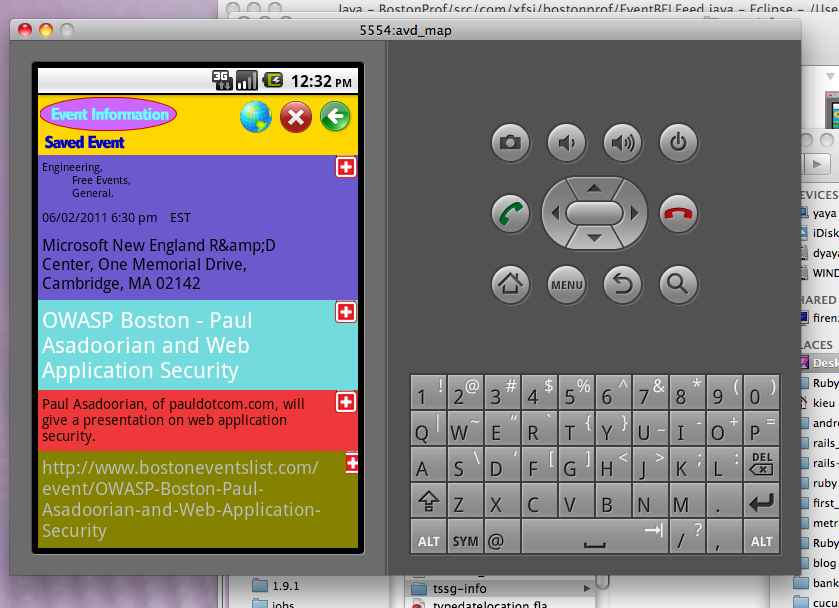 Java – BostonProf/src/com/xfsi/bostonprof/EventBELFeed.java – Eclipse – /Use
5554:avd_map
3G
12:32 PM
Event Information
Saved Event
Engineering,
Free Events,
General,
06/02/2011 6:30 pm EST
Microsoft New England R&amp;D
Center, One Memorial Drive,
Cambridge, MA 02142
OWASP Boston - Paul
Asadoorian and Web
Application Security
Paul Asadoorian, of pauldotcom.com, will
give a presentation on web application
security.
http://www.bostoneventslist.com/
event/OWASP-Boston-Paul-
Asadoorian-and-Web-Application-
Security
MENU
1 ! 2 @ 3 # 4 $ 5 % 6 ^ 7 & 8 * 9 ( 0 )
Q | W ~ E “ R ` T { Y } U _ I - O + P =
A S \ D ‘ F [ G ] H < J > K ; L : DEL
Z X C V B N M .
ALT SYM @ / ? , ALT
EVICES
yaya
iDisk
dyaya
WIND
HARED
firenz
LACES
Desk
Ruby
kieu
andro
rails_
rails-
ruby
first_
metri
Ruby
blog
bank
cucu
1.9.1
jobs
tssg-info
typedatelocation.fla